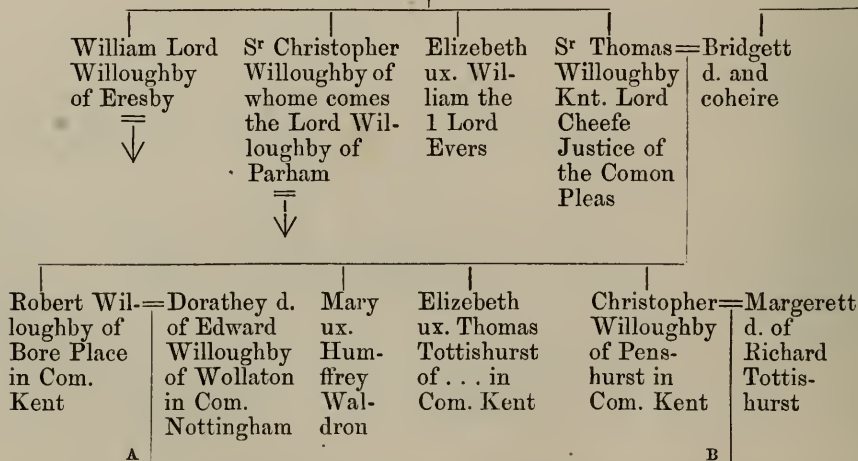 William Lord
Willoughby
of Eresby
Sr Christopher
Willoughby of
whome comes
the Lord Wil-
loughby of
Parham
Elizebeth
ux. Wil-
liam the
1 Lord
Evers
Sr Thomas=
Willoughby
Knt. Lord
Cheefe
Justice of
the Comon
Pleas
Bridgett
d. and
coheire
Robert Wil-=
loughby of
Bore Place
in Com.
Kent
Dorathey d.
of Edward
Willoughby
of Wollaton
in Com.
Nottingham
Mary
ux.
Hum-
ffrey
Wal-
dron
Elizebeth
ux. Thomas
Tottishurst
of . . . in
Com. Kent
Christopher=
Willoughby
of Pens-
hurst in
Com. Kent
Margerett
d. of
Richard
Tottis-
hurst
A
B